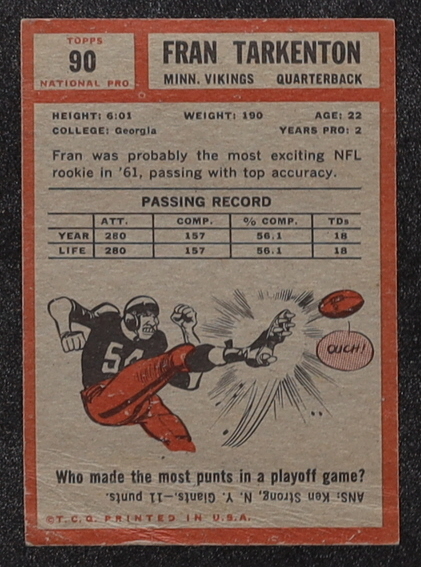 TOPPS
90
NATIONAL PRO
FRAN TARKENTON
MINN. VIKINGS QUARTERBACK
HEIGHT: 6:01 WEIGHT: 190 AGE: 22
COLLEGE: Georgia YEARS PRO: 2
Fran was probably the most exciting NFL
rookie in '61, passing with top accuracy.
PASSING RECORD
ATT. COMP. % COMP. TDs
YEAR 280 157 56.1 18
LIFE 280 157 56.1 18
54
OUCH!
Who made the most punts in a playoff game?
ANS: Ken Strong, N. Y. Giants.-11 punts.
©T.C.G. PRINTED IN U.S.A.